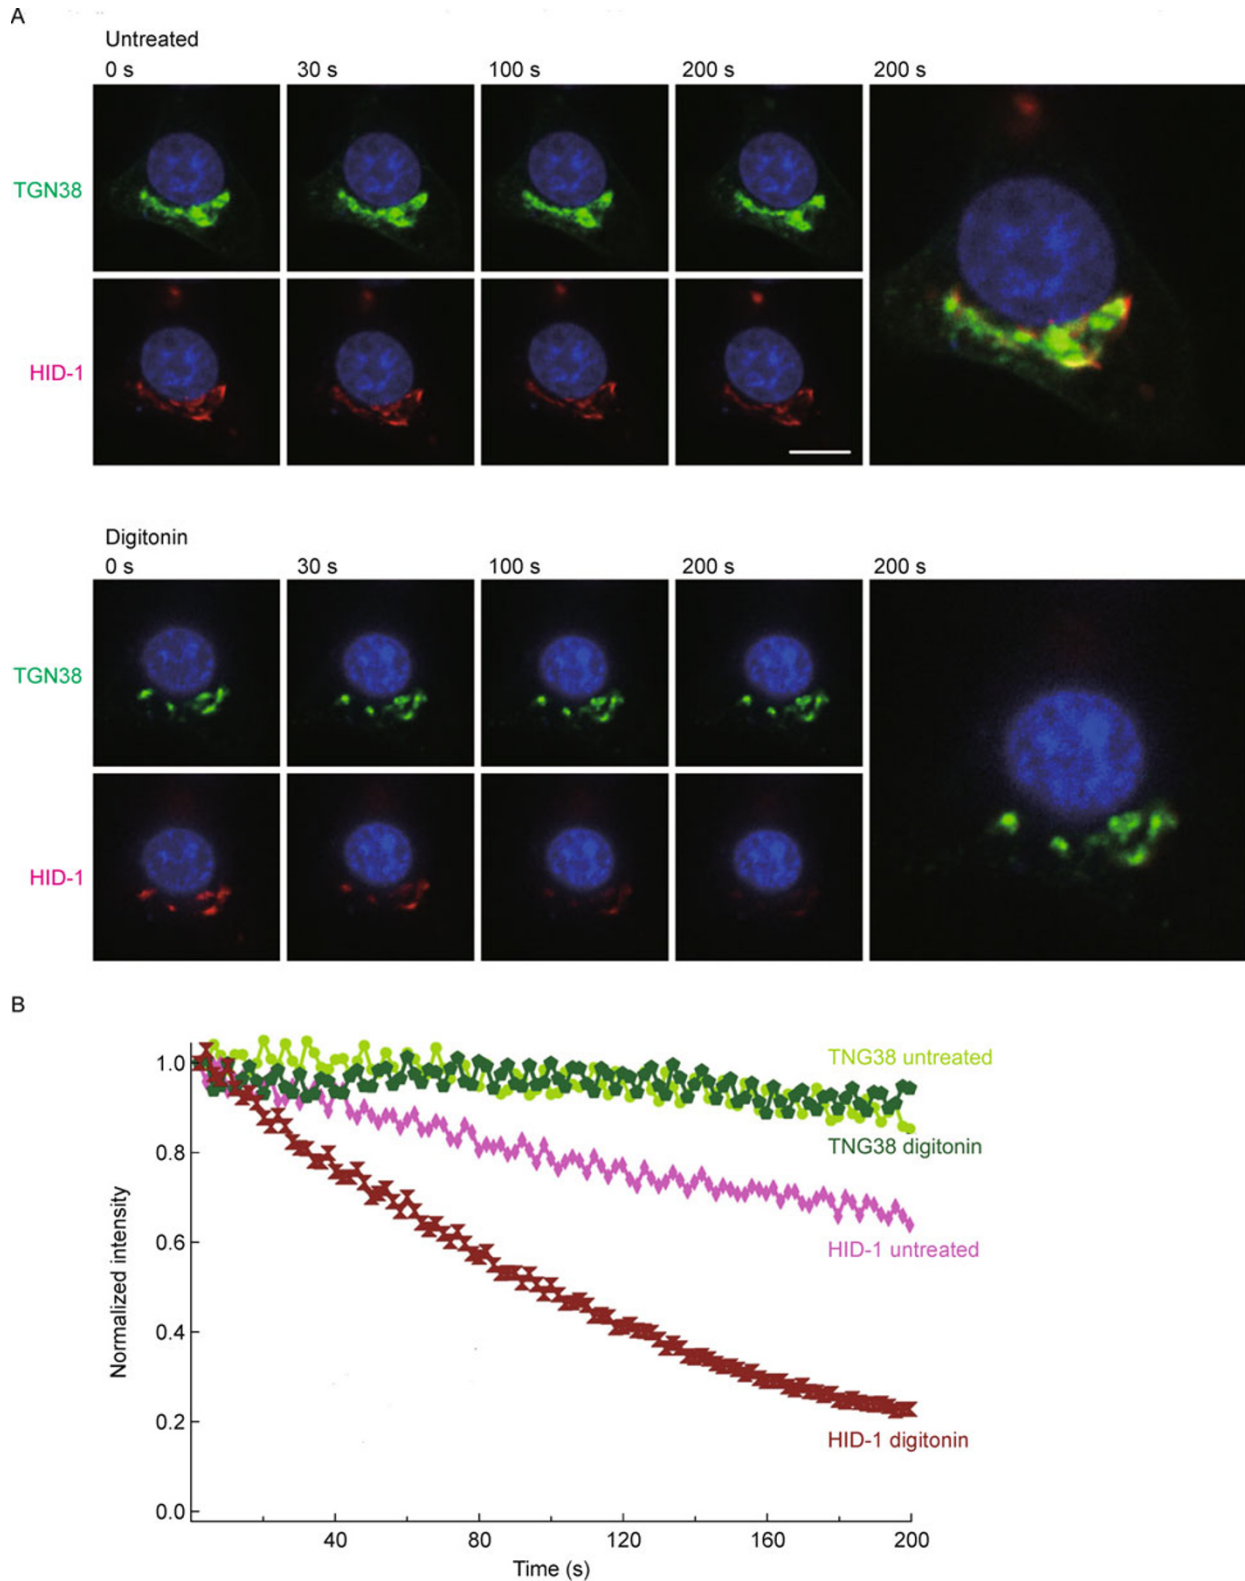 A
Untreated
0 s 30 s 100 s 200 s 200 s
TGN38
HID-1
Digitonin
0 s 30 s 100 s 200 s 200 s
TGN38
HID-1
B
1.0
0.8
0.6
0.4
0.2
0.0
Normalized intensity
TNG38 untreated
TNG38 digitonin
HID-1 untreated
HID-1 digitonin
40 80 120 160 200
Time (s)